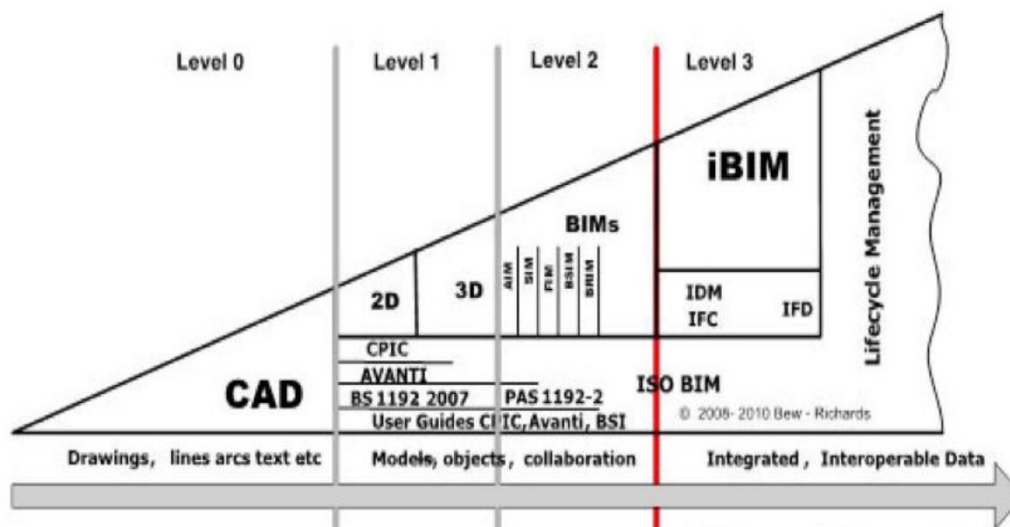 Level 0
Level 1
Level 2
Level 3
iBIM
BIMs
2D
3D
AIM
SIM
FIM
BSIM
BRIM
IDM
IFC
IFD
Lifecycle Management
CAD
CPIC
AVANTI
BS 1192 2007
PAS 1192-2
User Guides CPIC, Avanti, BSI
ISO BIM
© 2008- 2010 Bew - Richards
Drawings, lines arcs text etc
Models, objects, collaboration
Integrated, Interoperable Data